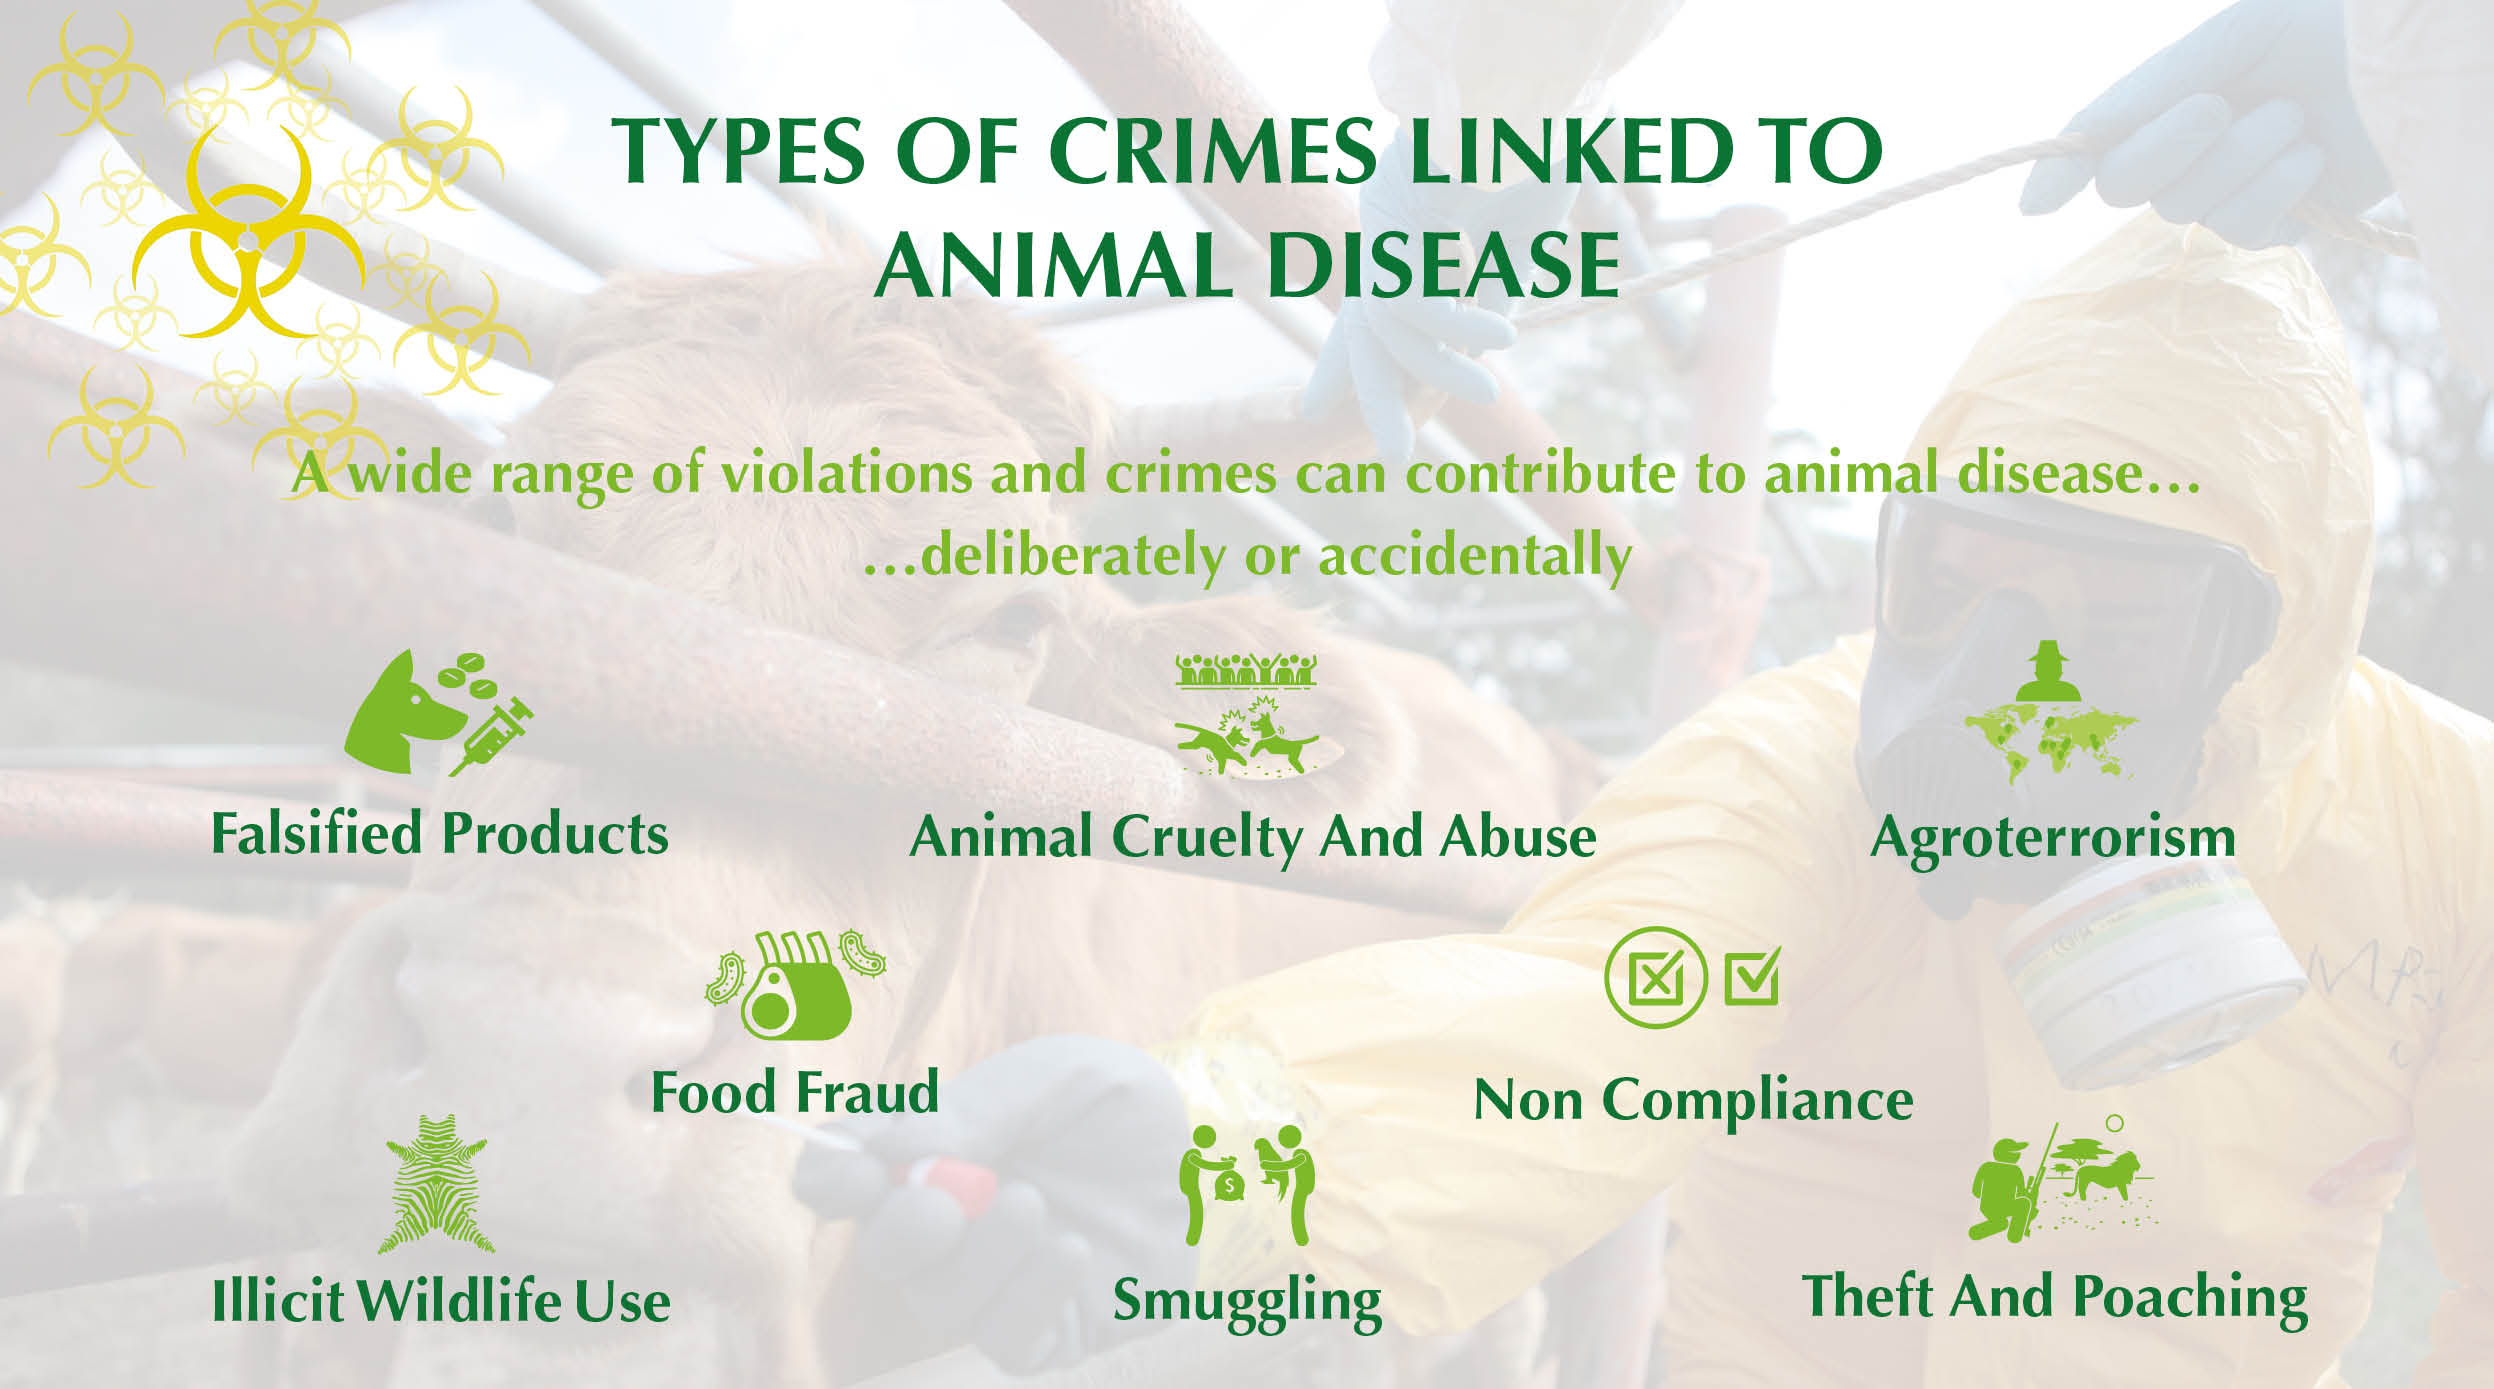 TYPES OF CRIMES LINKED TO
ANIMAL DISEASE
A wide range of violations and crimes can contribute to animal disease...
...deliberately or accidentally
Falsified Products
Animal Cruelty And Abuse
Agroterrorism
Food Fraud
Non Compliance
Illicit Wildlife Use
Smuggling
$
Theft And Poaching